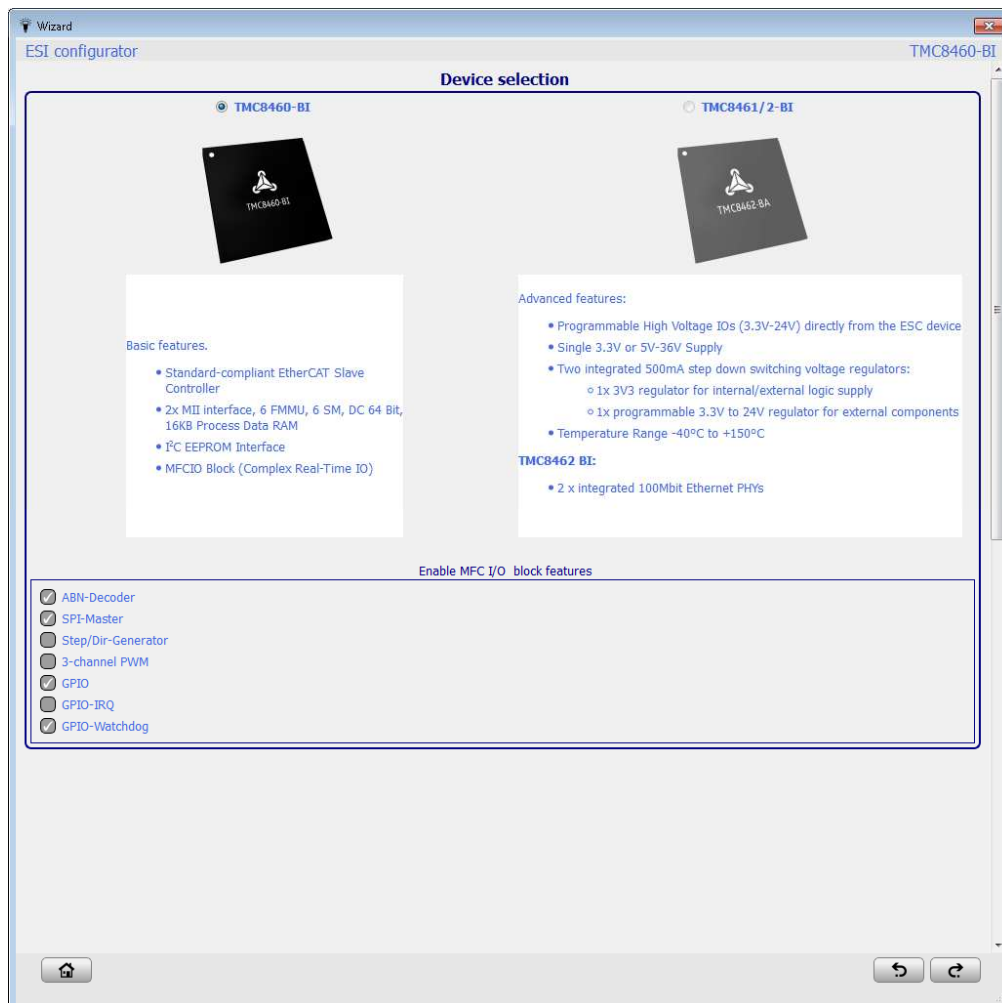 Wizard
ESI configurator
TMC8460-BI
Device selection
TMC8460-BI
TMC8461/2-BI
TMC8460-BI
TMC8462-BA
Basic features.
• Standard-compliant EtherCAT Slave
Controller
• 2x MII interface, 6 FMMU, 6 SM, DC 64 Bit,
16KB Process Data RAM
• I²C EEPROM Interface
• MFCIO Block (Complex Real-Time IO)
Advanced features:
• Programmable High Voltage IOs (3.3V-24V) directly from the ESC device
• Single 3.3V or 5V-36V Supply
• Two integrated 500mA step down switching voltage regulators:
◦ 1x 3V3 regulator for internal/external logic supply
◦ 1x programmable 3.3V to 24V regulator for external components
• Temperature Range -40°C to +150°C
TMC8462 BI:
• 2 x integrated 100Mbit Ethernet PHYs
Enable MFC I/O block features
ABN-Decoder
SPI-Master
Step/Dir-Generator
3-channel PWM
GPIO
GPIO-IRQ
GPIO-Watchdog